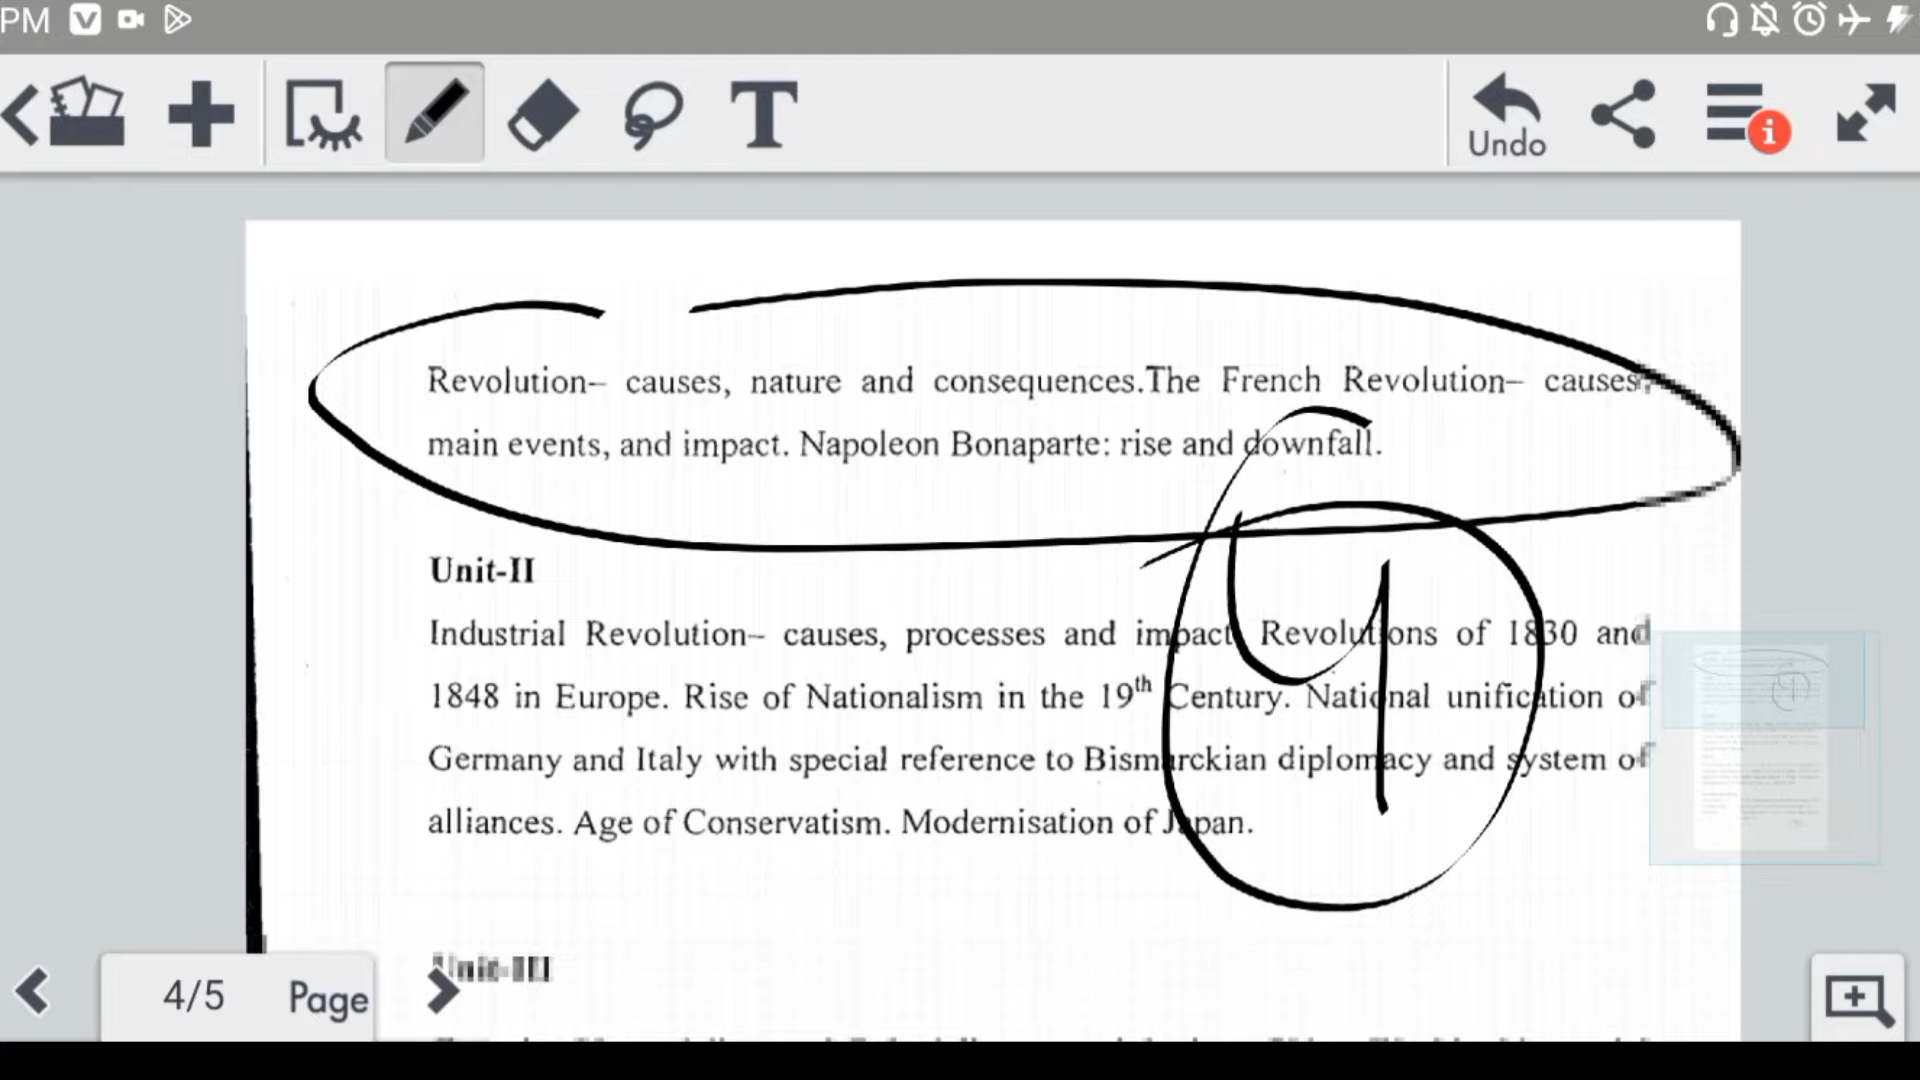 PM
Undo
Revolution– causes, nature and consequences.The French Revolution– causes,
main events, and impact. Napoleon Bonaparte: rise and downfall.
Unit-II
Industrial Revolution– causes, processes and impact. Revolutions of 1830 and
1848 in Europe. Rise of Nationalism in the 19th Century. National unification of
Germany and Italy with special reference to Bismarckian diplomacy and system of
alliances. Age of Conservatism. Modernisation of Japan.
Unit-III
4/5 Page